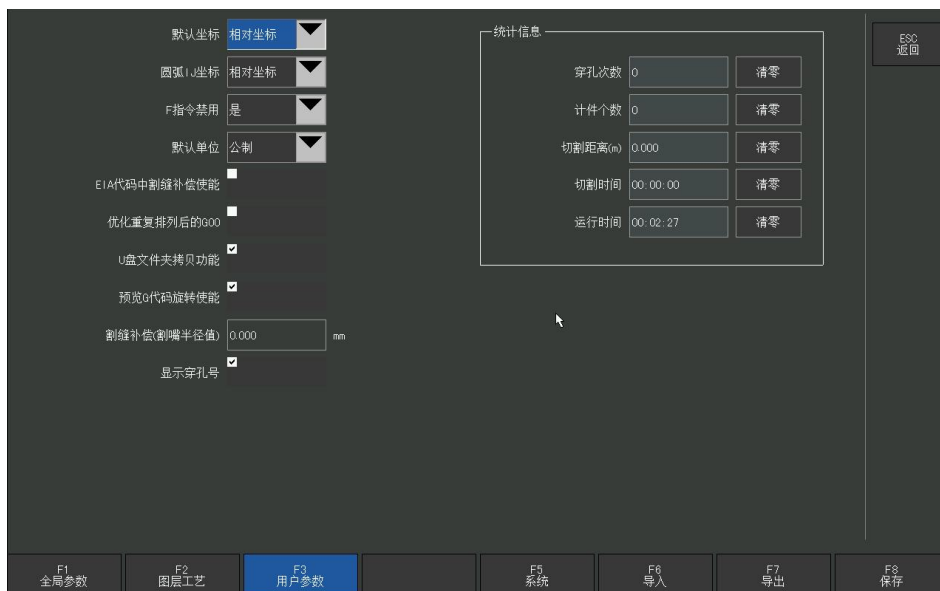 默认坐标 相对坐标
圆弧IJ坐标 相对坐标
F指令禁用 是
默认单位 公制
EIA代码中割缝补偿使能
优化重复排列后的G00
U盘文件夹拷贝功能
预览G代码旋转使能
割缝补偿(割嘴半径值) 0.000 mm
显示穿孔号
统计信息
穿孔次数 0 清零
计件个数 0 清零
切割距离(m) 0.000 清零
切割时间 00:00:00 清零
运行时间 00:02:27 清零
ESC
返回
F1
全局参数
F2
图层工艺
F3
用户参数
F5
系统
F6
导入
F7
导出
F8
保存